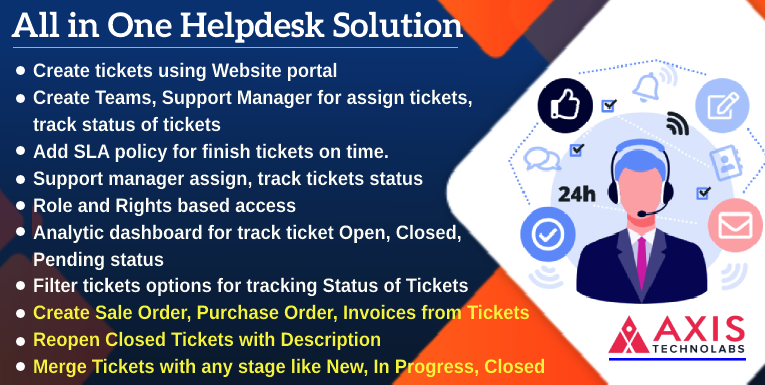 All in One Helpdesk Solution
Create tickets using Website portal
Create Teams, Support Manager for assign tickets,
track status of tickets
Add SLA policy for finish tickets on time.
Support manager assign, track tickets status
Role and Rights based access
Analytic dashboard for track ticket Open, Closed,
Pending status
Filter tickets options for tracking Status of Tickets
Create Sale Order, Purchase Order, Invoices from Tickets
Reopen Closed Tickets with Description
Merge Tickets with any stage like New, In Progress, Closed
24h
AXIS
TECHNOLABS